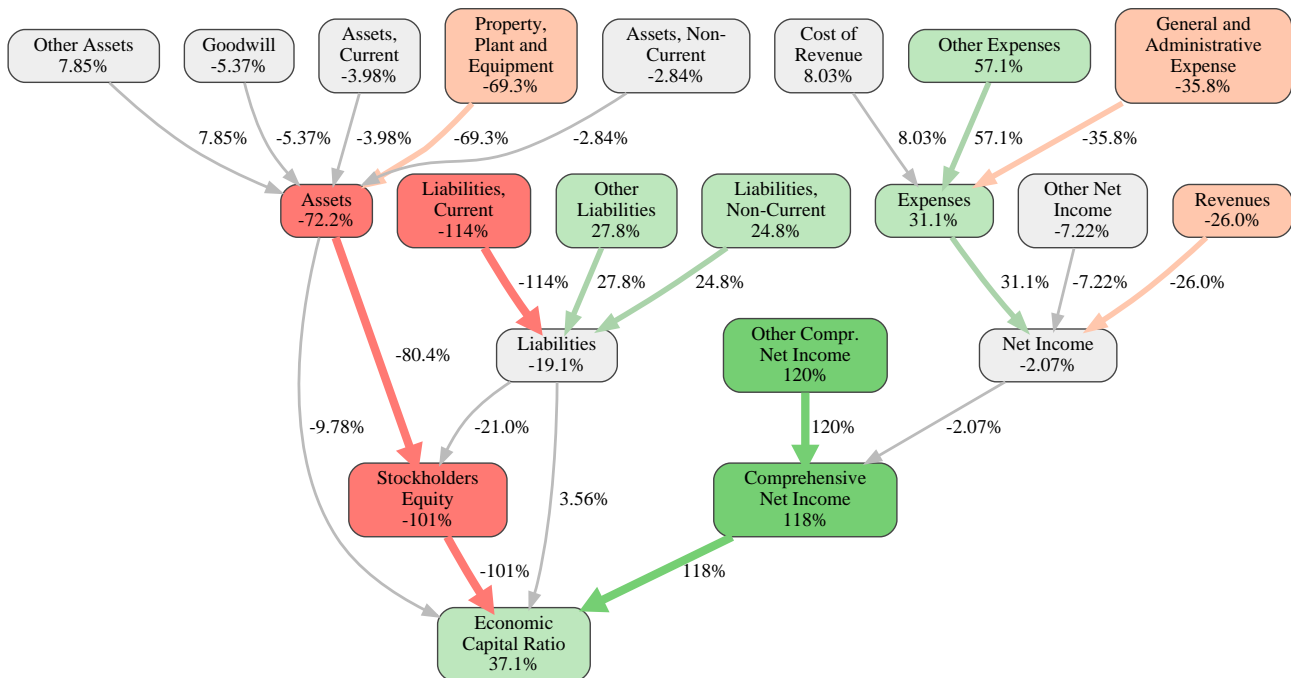 Other Assets
7.85%
Goodwill
-5.37%
Assets,
Current
-3.98%
Property,
Plant and
Equipment
-69.3%
Assets, Non-
Current
-2.84%
Cost of
Revenue
8.03%
Other Expenses
57.1%
General and
Administrative
Expense
-35.8%
7.85%
-5.37%
-3.98%
-69.3%
-2.84%
8.03%
57.1%
-35.8%
Assets
-72.2%
Liabilities,
Current
-114%
Other
Liabilities
27.8%
Liabilities,
Non-Current
24.8%
Expenses
31.1%
Other Net
Income
-7.22%
Revenues
-26.0%
-114%
27.8%
24.8%
31.1%
-7.22%
-26.0%
-80.4%
Liabilities
-19.1%
Other Compr.
Net Income
120%
Net Income
-2.07%
-9.78%
-21.0%
120%
-2.07%
Stockholders
Equity
-101%
3.56%
Comprehensive
Net Income
118%
-101%
118%
Economic
Capital Ratio
37.1%